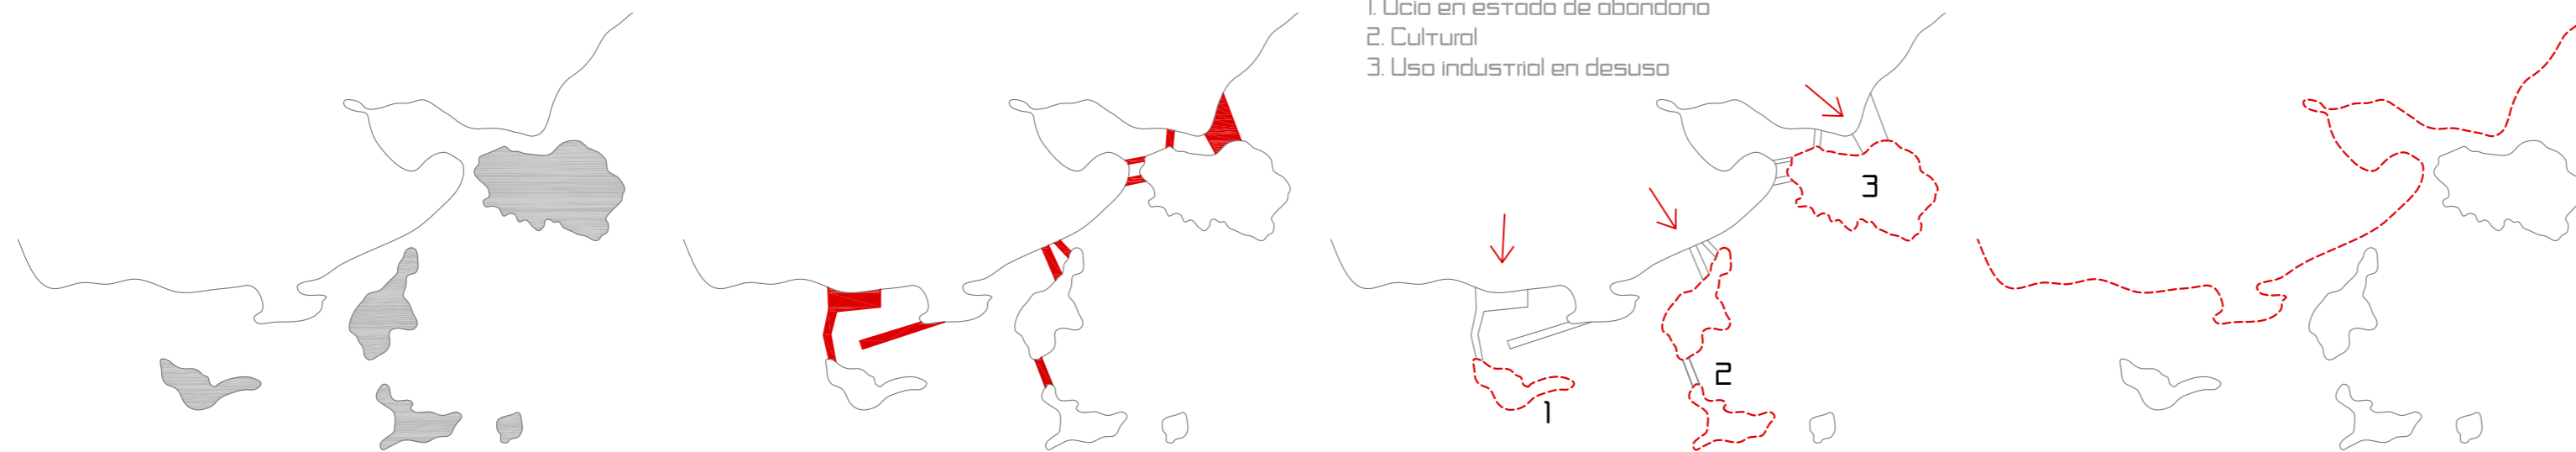 1. Ocio en estado de abandono
2. Cultural
3. Uso industrial en desuso
3
2
1